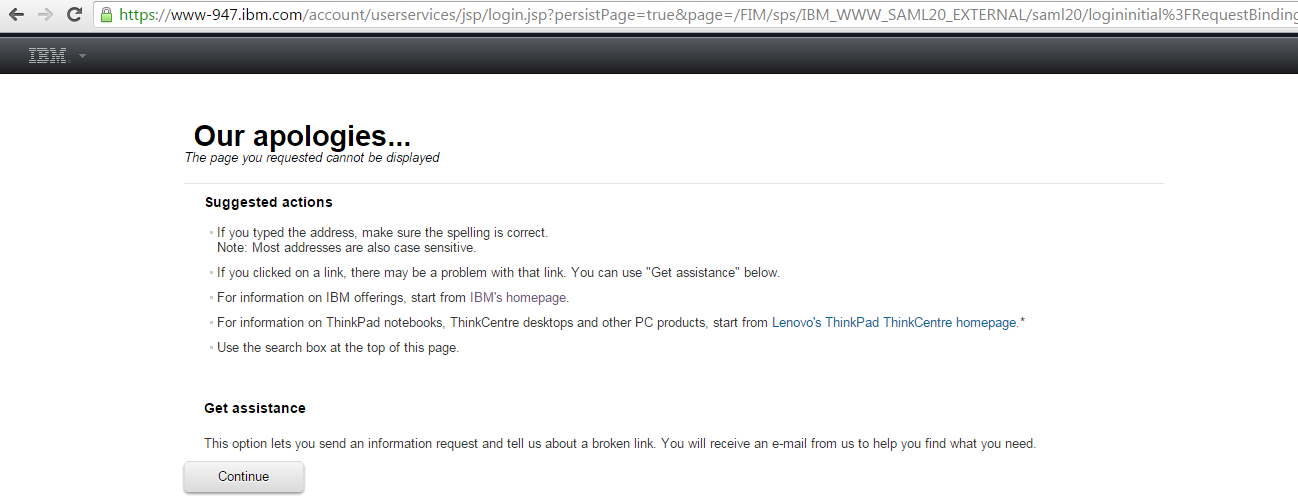 https://www-947.ibm.com/account/userservices/jsp/login.jsp?persistPage=true&page=/FIM/sps/IBM_WWW_SAML20_EXTERNAL/saml20/logininitial%3FRequestBinding
IBM
Our apologies...
The page you requested cannot be displayed
Suggested actions
If you typed the address, make sure the spelling is correct.
Note: Most addresses are also case sensitive.
If you clicked on a link, there may be a problem with that link. You can use "Get assistance" below.
For information on IBM offerings, start from IBM's homepage.
For information on ThinkPad notebooks, ThinkCentre desktops and other PC products, start from Lenovo's ThinkPad ThinkCentre homepage.*
Use the search box at the top of this page.
Get assistance
This option lets you send an information request and tell us about a broken link. You will receive an e-mail from us to help you find what you need.
Continue